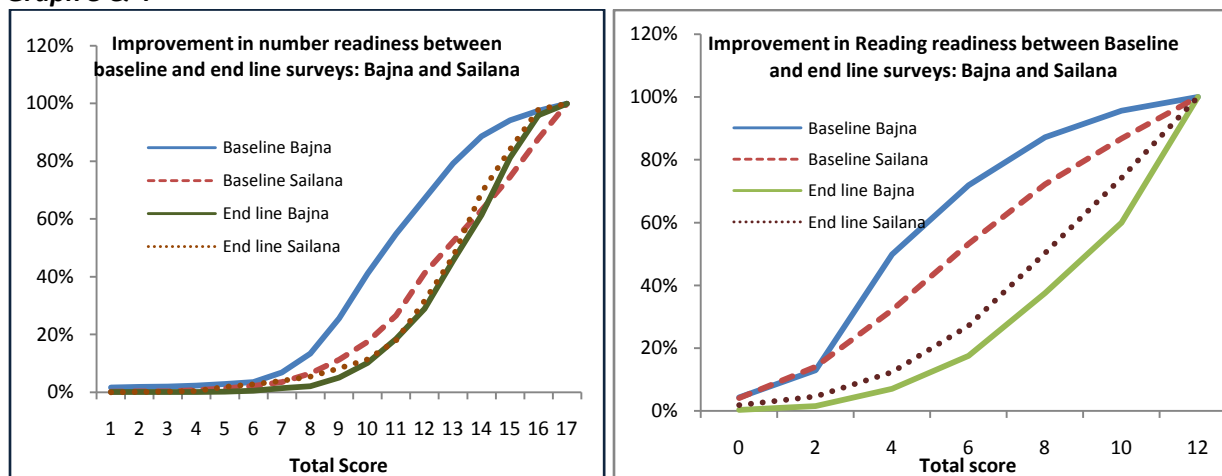 Improvement in number readiness between
baseline and end line surveys: Bajna and Sailana
120%
100%
80%
60%
40%
20%
0%
Baseline Bajna
Baseline Sailana
End line Bajna
End line Sailana
1 2 3 4 5 6 7 8 9 10 11 12 13 14 15 16 17
Total Score
Improvement in Reading readiness between Baseline
and end line surveys: Bajna and Sailana
120%
100%
80%
60%
40%
20%
0%
Baseline Bajna
Baseline Sailana
End line Bajna
End line Sailana
0 2 4 6 8 10 12
Total score